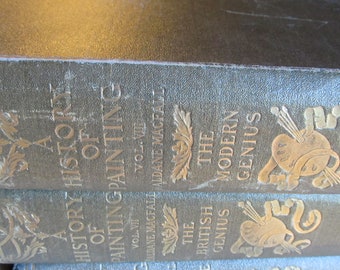 A
HISTORY
OF
PAINTING
VOL. VIII
HALDANE MACFALL
THE
MODERN
GENIUS
A
HISTORY
OF
PAINTING
VOL. VII
HALDANE MACFALL
THE
BRITISH
GENIUS